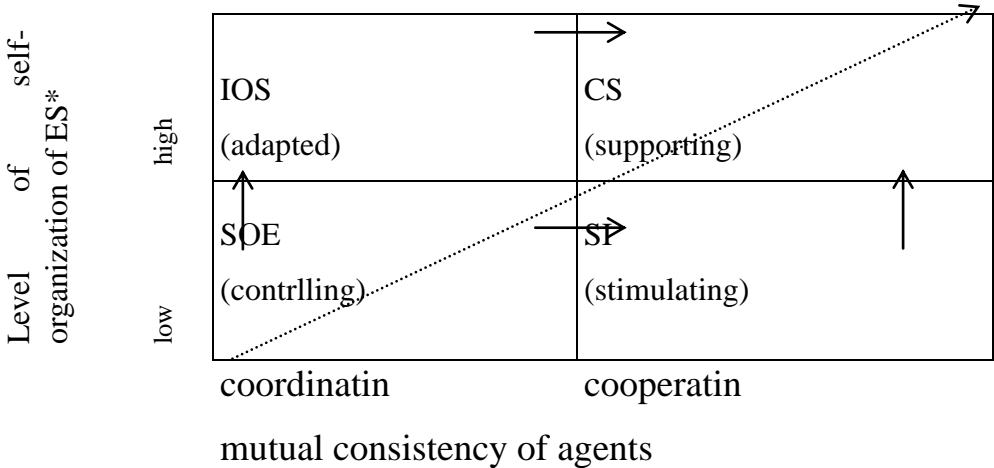 Level of self-
organization of ES*
high
low
IOS
(adapted)
CS
(supporting)
SOE
(contrlling)
SI
(stimulating)
coordinatin
cooperatin
mutual consistency of agents